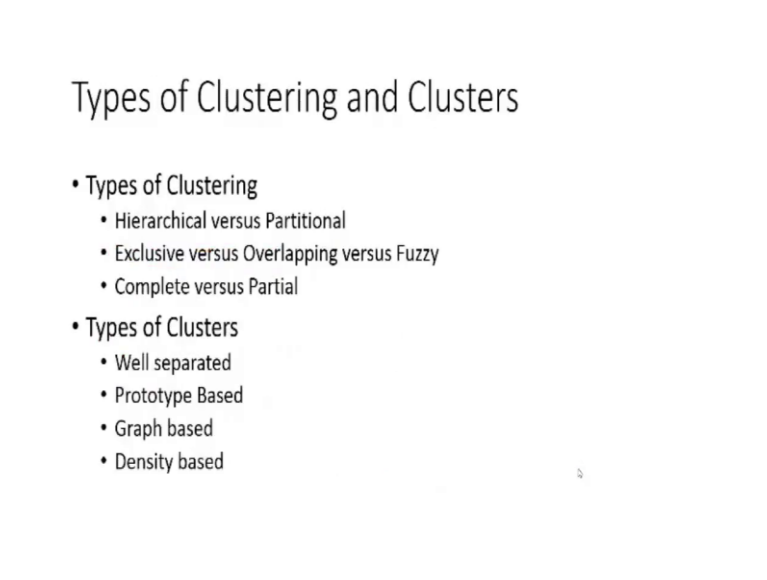 Types of Clustering and Clusters
• Types of Clustering
• Hierarchical versus Partitional
• Exclusive versus Overlapping versus Fuzzy
• Complete versus Partial
• Types of Clusters
• Well separated
• Prototype Based
• Graph based
• Density based